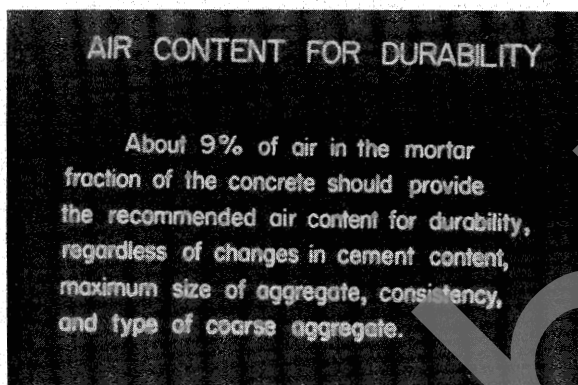 AIR CONTENT FOR DURABILITY
About 9% of air in the mortar
fraction of the concrete should provide
the recommended air content for durability,
regardless of changes in cement content,
maximum size of aggregate, consistency,
and type of coarse aggregate.